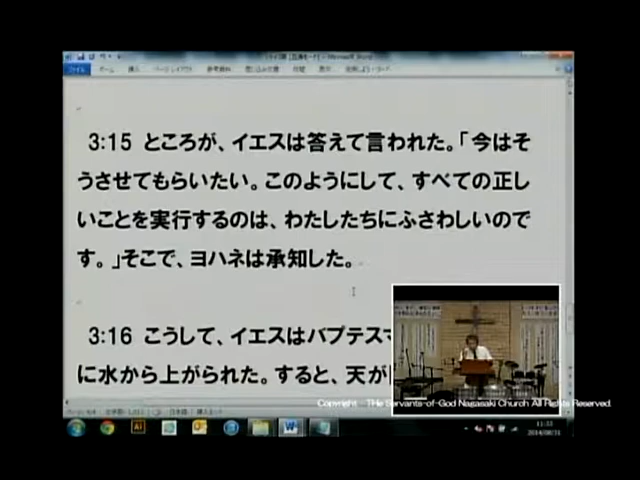 3:15 ところが、イエスは答えて言われた。「今はそ
うさせてもらいたい。このようにして、すべての正し
いことを実行するのは、わたしたちにふさわしいので
す。」そこで、ヨハネは承知した。
3:16 こうして、イエスはバプテスマ
に水から上がられた。すると、天が
Copyright The Servants-of-God Nagasaki Church All Rights Reserved.
11:33
2014/08/31